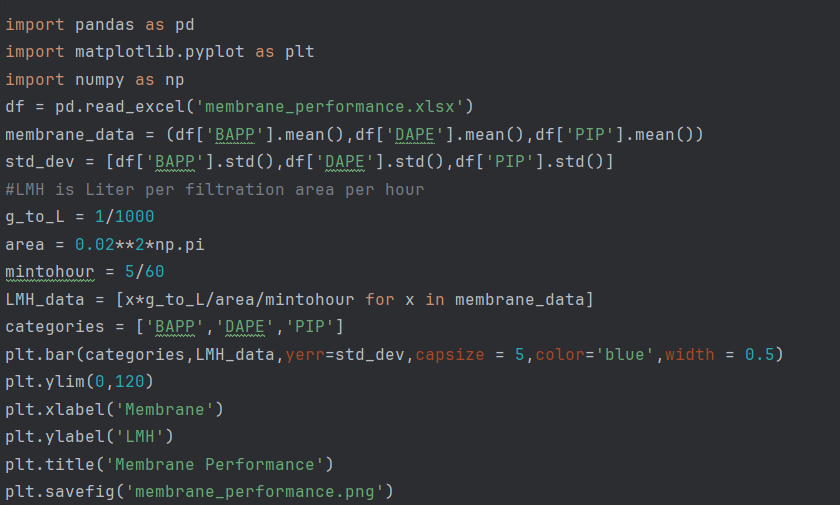 import pandas as pd
import matplotlib.pyplot as plt
import numpy as np
df = pd.read_excel('membrane_performance.xlsx')
membrane_data = (df['BAPP'].mean(),df['DAPE'].mean(),df['PIP'].mean())
std_dev = [df['BAPP'].std(),df['DAPE'].std(),df['PIP'].std()]
#LMH is Liter per filtration area per hour
g_to_L = 1/1000
area = 0.02**2*np.pi
mintohour = 5/60
LMH_data = [x*g_to_L/area/mintohour for x in membrane_data]
categories = ['BAPP','DAPE','PIP']
plt.bar(categories,LMH_data,yerr=std_dev,capsize = 5,color='blue',width = 0.5)
plt.ylim(0,120)
plt.xlabel('Membrane')
plt.ylabel('LMH')
plt.title('Membrane Performance')
plt.savefig('membrane_performance.png')